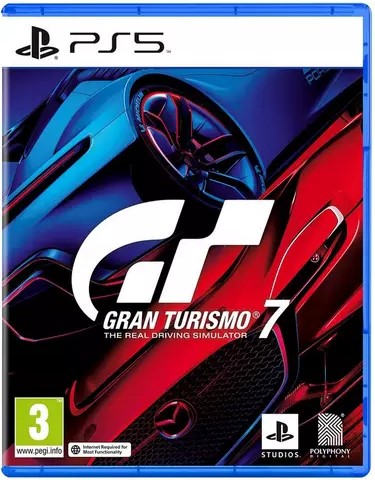 PS5
GT
GRAN TURISMO 7
THE REAL DRIVING SIMULATOR
3
www.pegi.info
Internet Required for
Most Functionality
STUDIOS
POLYPHONY
DIGITAL